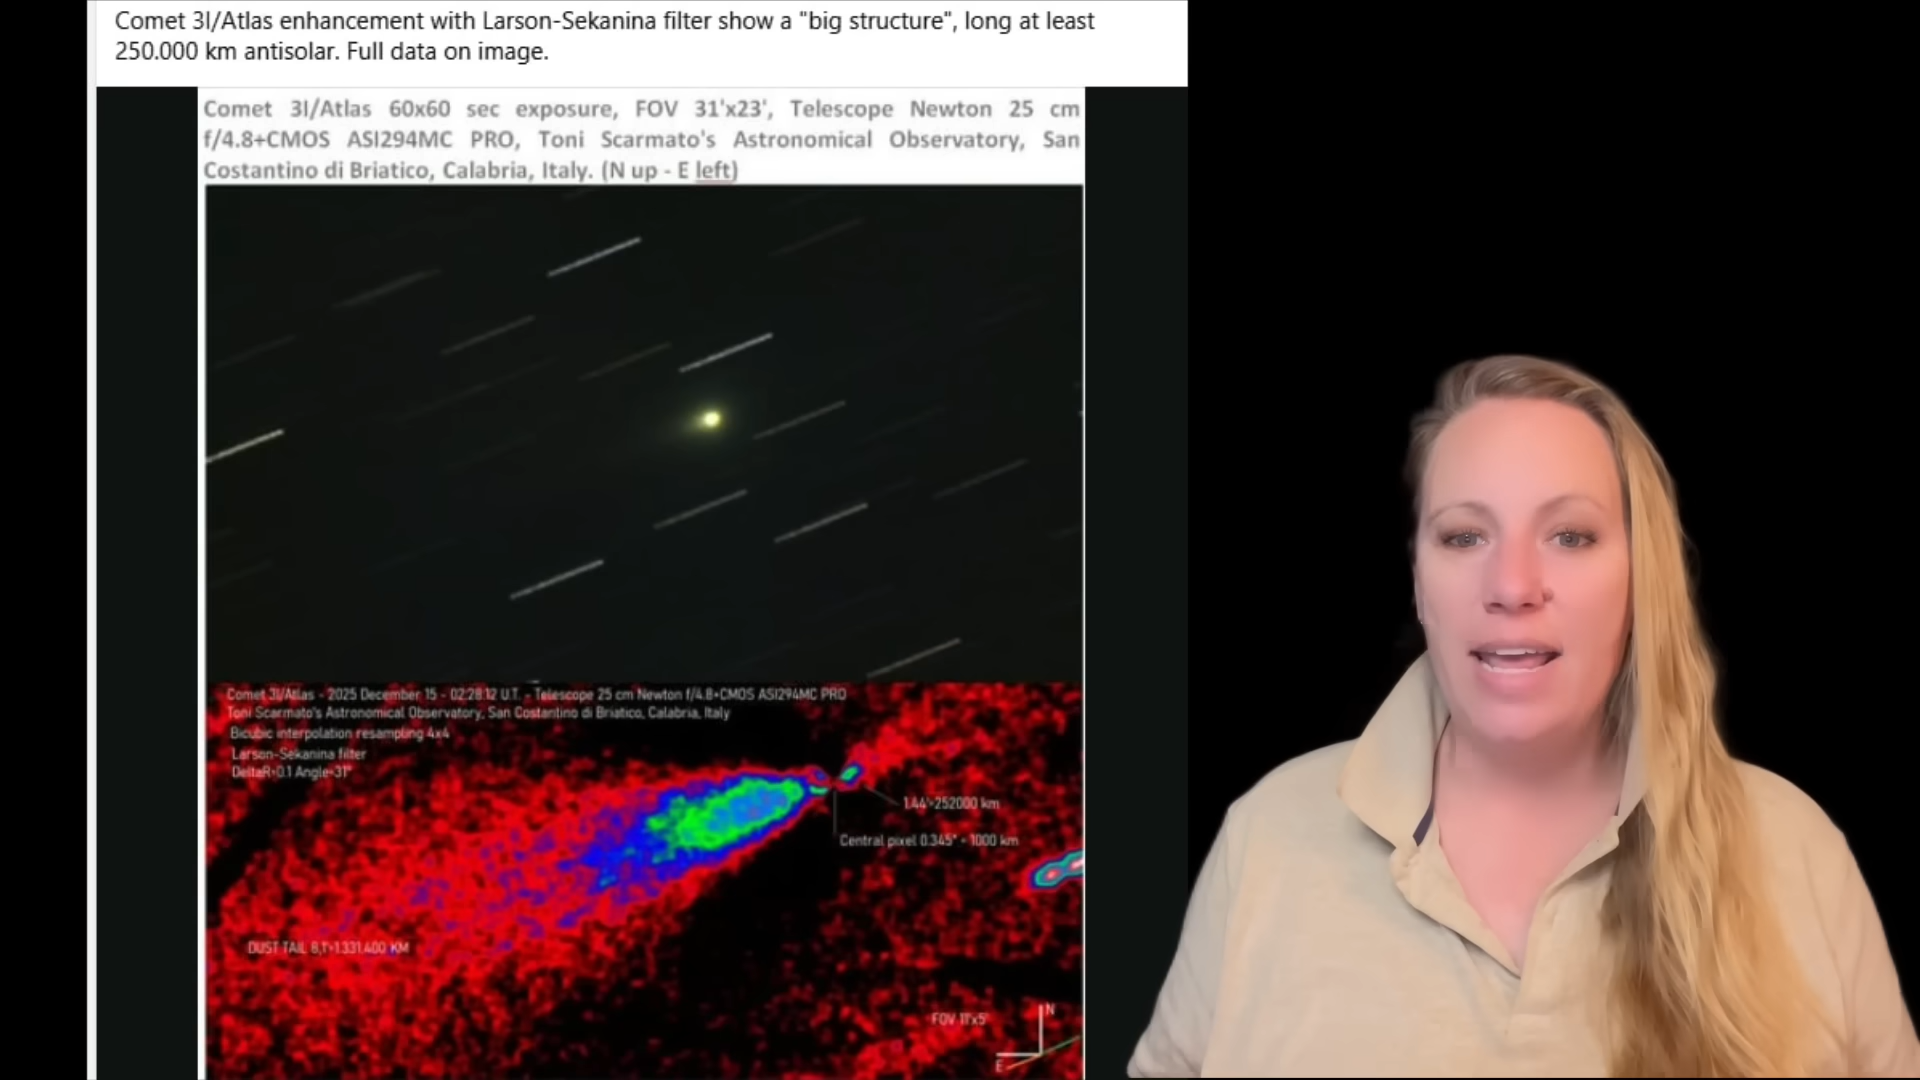 Comet 3I/Atlas enhancement with Larson-Sekanina filter show a "big structure", long at least
250.000 km antisolar. Full data on image.
Comet 3I/Atlas 60x60 sec exposure, FOV 31'x23', Telescope Newton 25 cm
f/4.8+CMOS ASI294MC PRO, Toni Scarmato's Astronomical Observatory, San
Costantino di Briatico, Calabria, Italy. (N up - E left)
Comet 3I/Atlas - 2025 December 15 - 02:28:12 U.T. - Telescope 25 cm Newton f/4.8+CMOS ASI294MC PRO
Toni Scarmato's Astronomical Observatory, San Costantino di Briatico, Calabria, Italy
Bicubic interpolation resampling 4x4
Larson-Sekanina filter
DeltaR=0.1 Angle=31°
1.44'=252000 km
Central pixel 0.345" = 1000 km
DUST TAIL 8,1'=1.331.400 KM
FOV 11'x5'
N
E